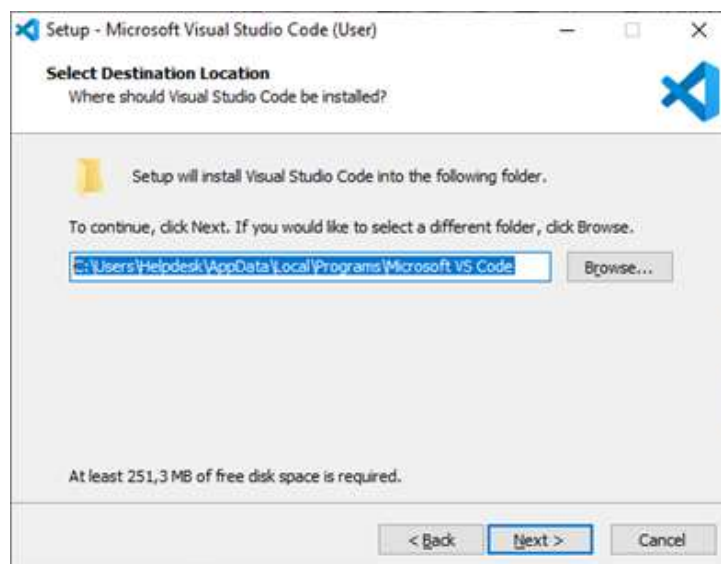 Setup - Microsoft Visual Studio Code (User)
Select Destination Location
Where should Visual Studio Code be installed?
Setup will install Visual Studio Code into the following folder.
To continue, click Next. If you would like to select a different folder, click Browse.
C:\Users\Helpdesk\AppData\Local\Programs\Microsoft VS Code
Browse...
At least 251,3 MB of free disk space is required.
< Back
Next >
Cancel